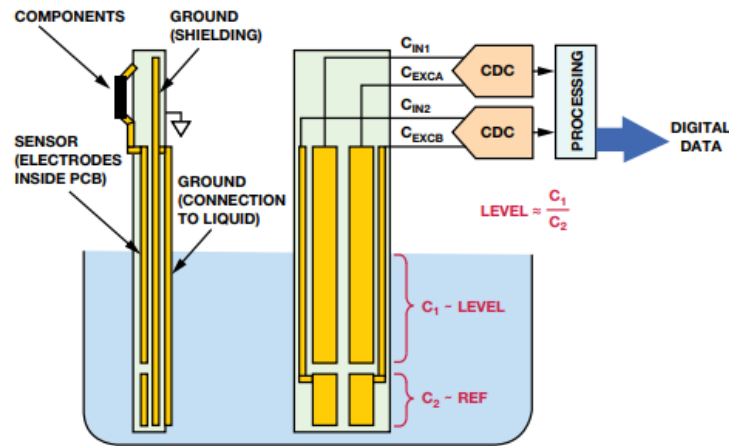 COMPONENTS
GROUND
(SHIELDING)
SENSOR
(ELECTRODES
INSIDE PCB)
GROUND
(CONNECTION
TO LIQUID)
CIN1
CEXCA
CIN2
CEXCB
CDC
CDC
PROCESSING
DIGITAL
DATA
LEVEL ≈ C1
C2
C1 ~ LEVEL
C2 ~ REF